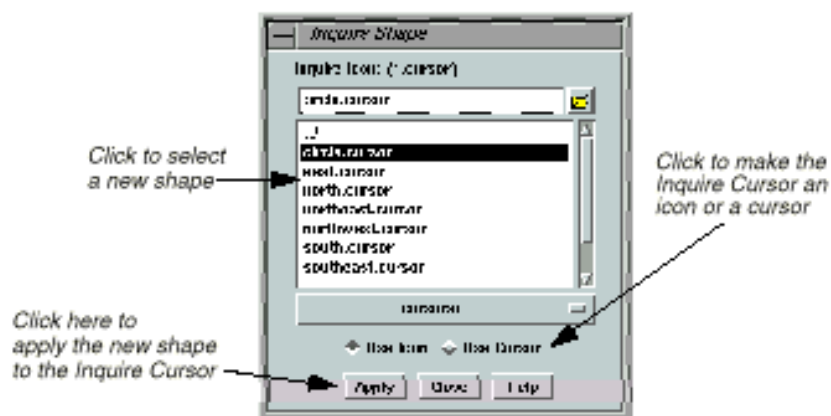 Inquire Shape
Inquire Icon: (*.cursor)
circle.cursor
../
circle.cursor
east.cursor
north.cursor
northeast.cursor
northwest.cursor
south.cursor
southeast.cursor
Use Icon Use Cursor
Apply Close Help
Click to select
a new shape
Click to make the
Inquire Cursor an
icon or a cursor
Click here to
apply the new shape
to the Inquire Cursor